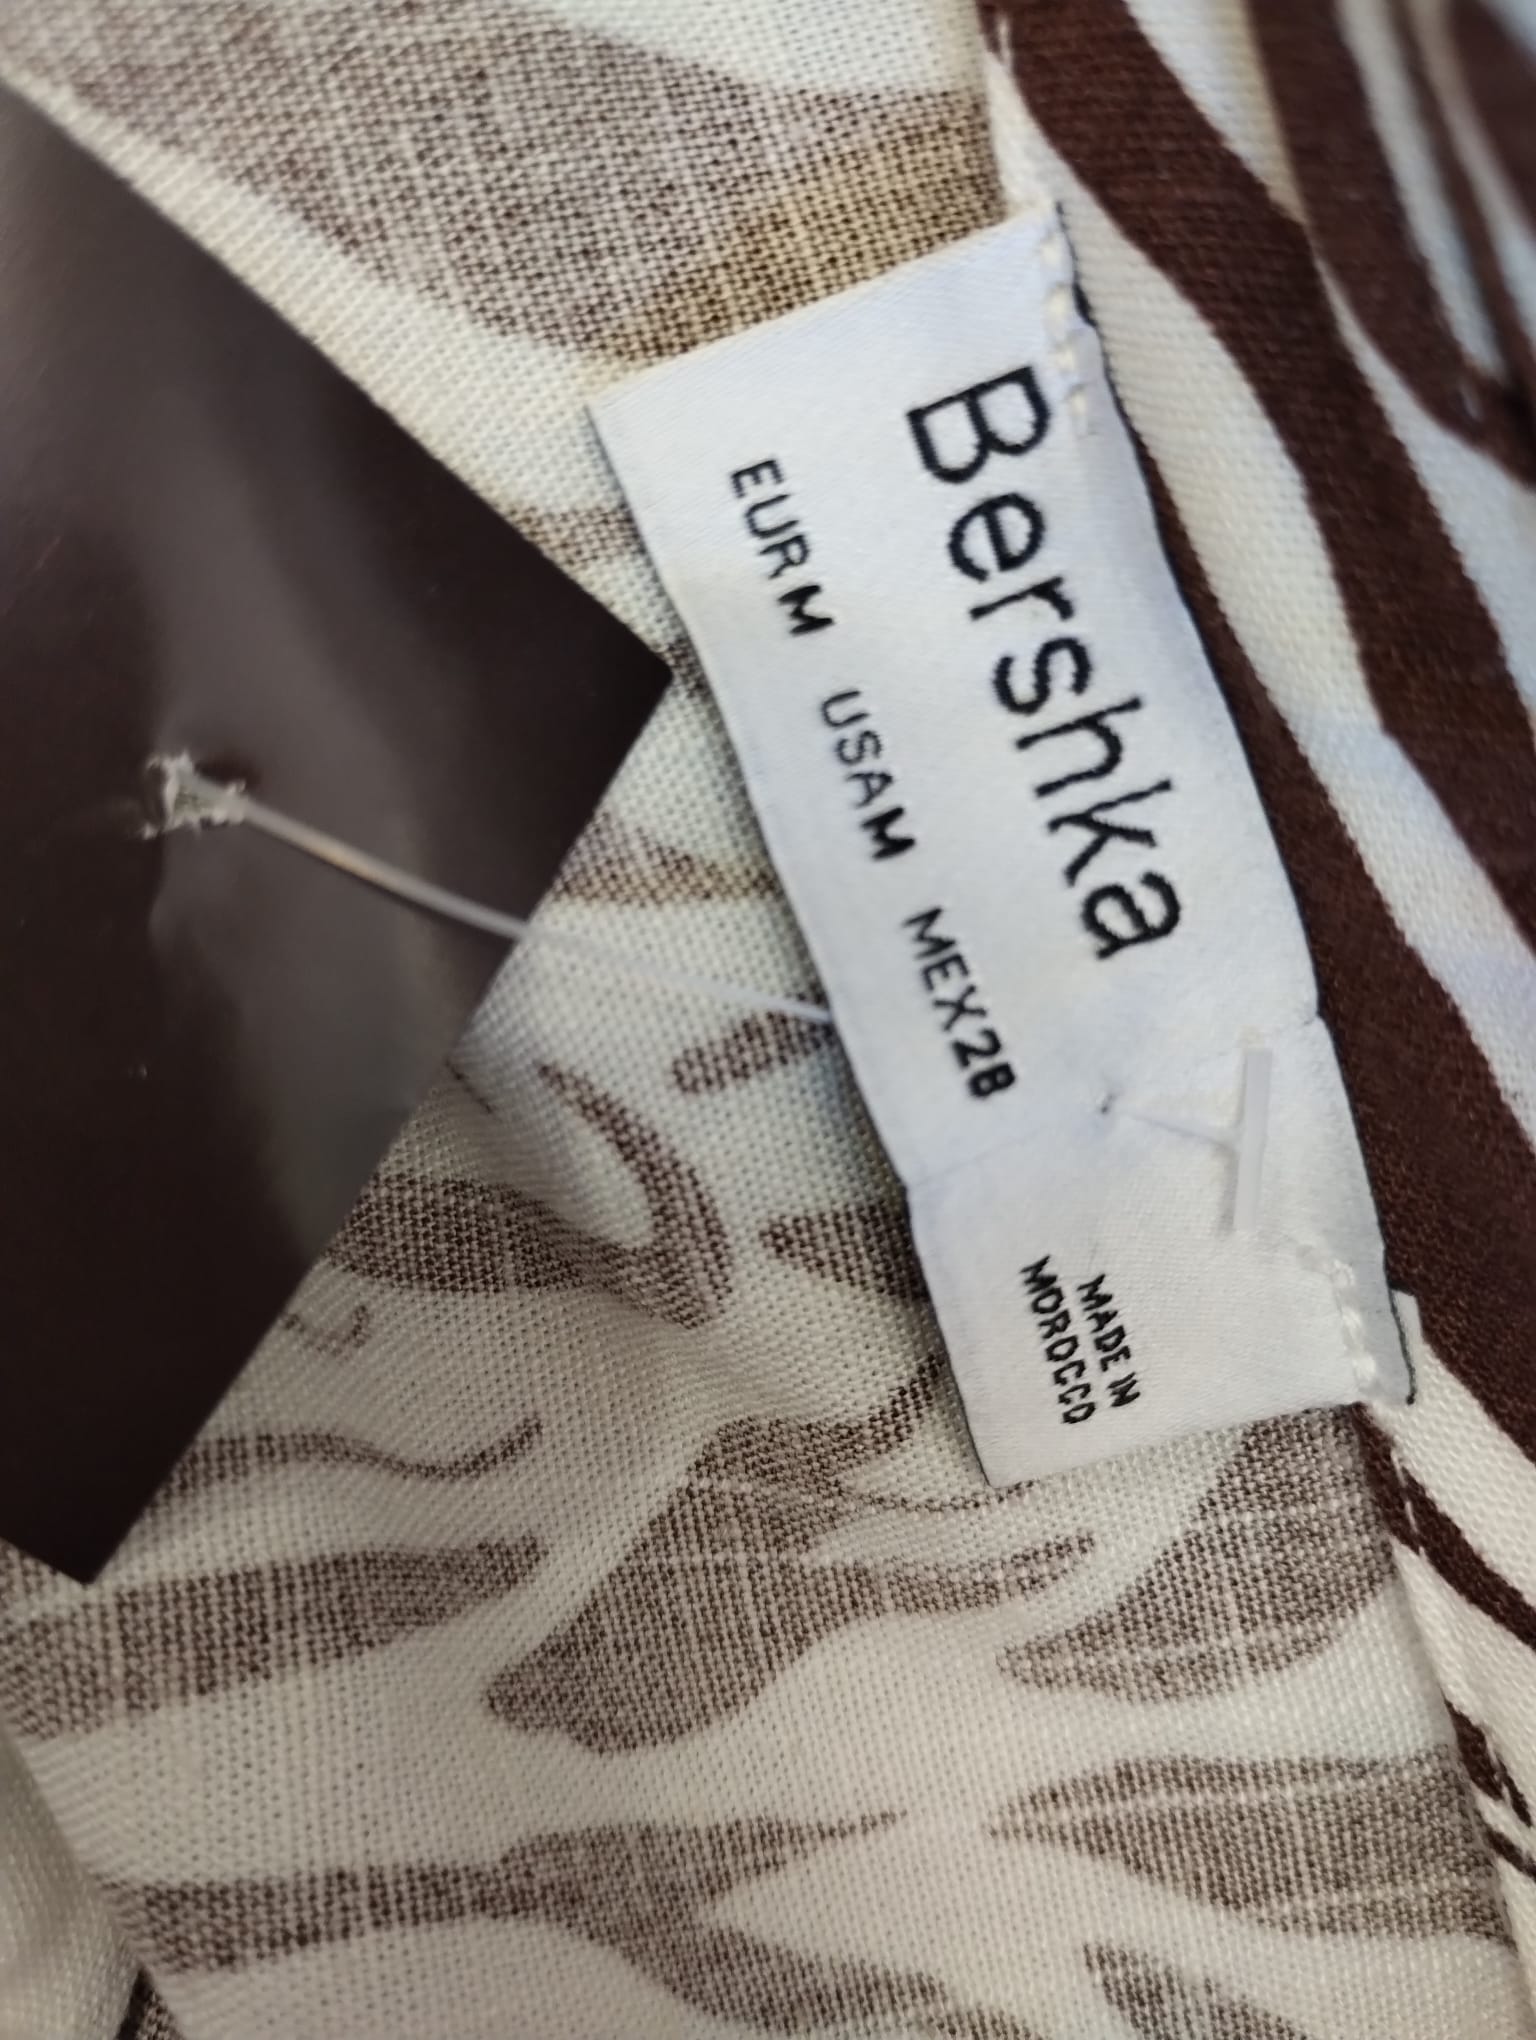 Bershka
EUR M USA M MEX 28
MADE IN
MOROCCO